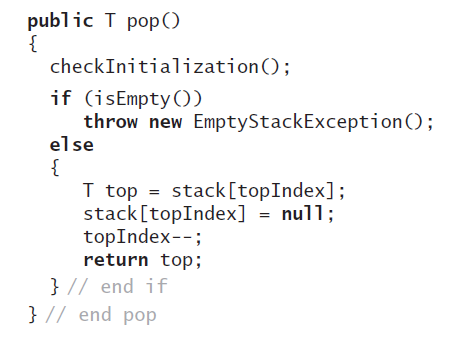 public T pop()
{
checkInitialization();
if (isEmpty())
throw new EmptyStackException();
else
{
T top = stack[topIndex];
stack[topIndex] = null;
topIndex--;
return top;
} // end if
} // end pop